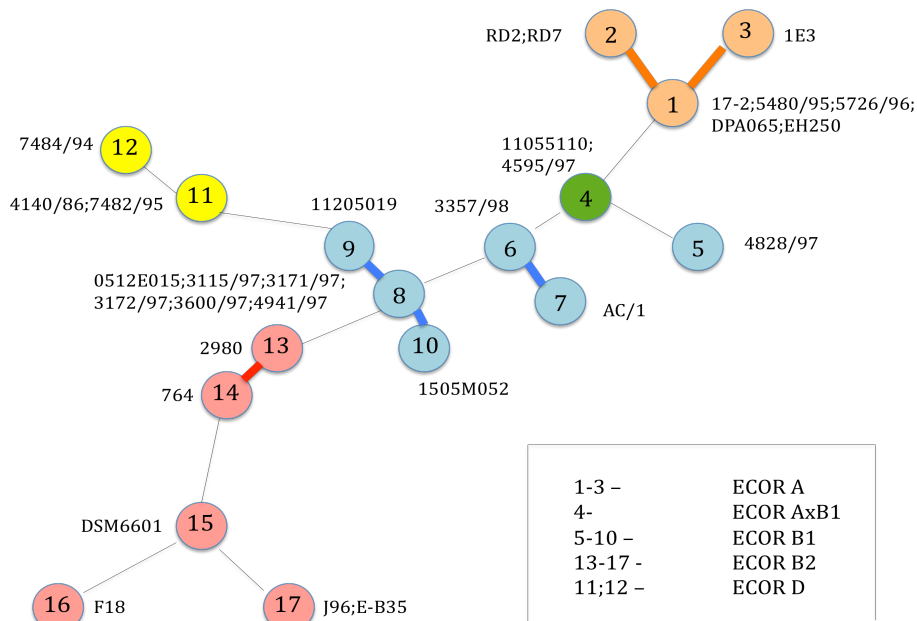 2
3
RD2;RD7
1E3
1
17-2;5480/95;5726/96;
DPA065;EH250
7484/94
12
11055110;
4595/97
4140/86;7482/95
11
11205019
3357/98
4
9
6
5
4828/97
0512E015;3115/97;3171/97;
3172/97;3600/97;4941/97
8
7
AC/1
2980
13
10
764
14
1505M052
DSM6601
15
16
F18
17
J96;E-B35
1-3 – ECOR A
4- ECOR AxB1
5-10 – ECOR B1
13-17 - ECOR B2
11;12 – ECOR D